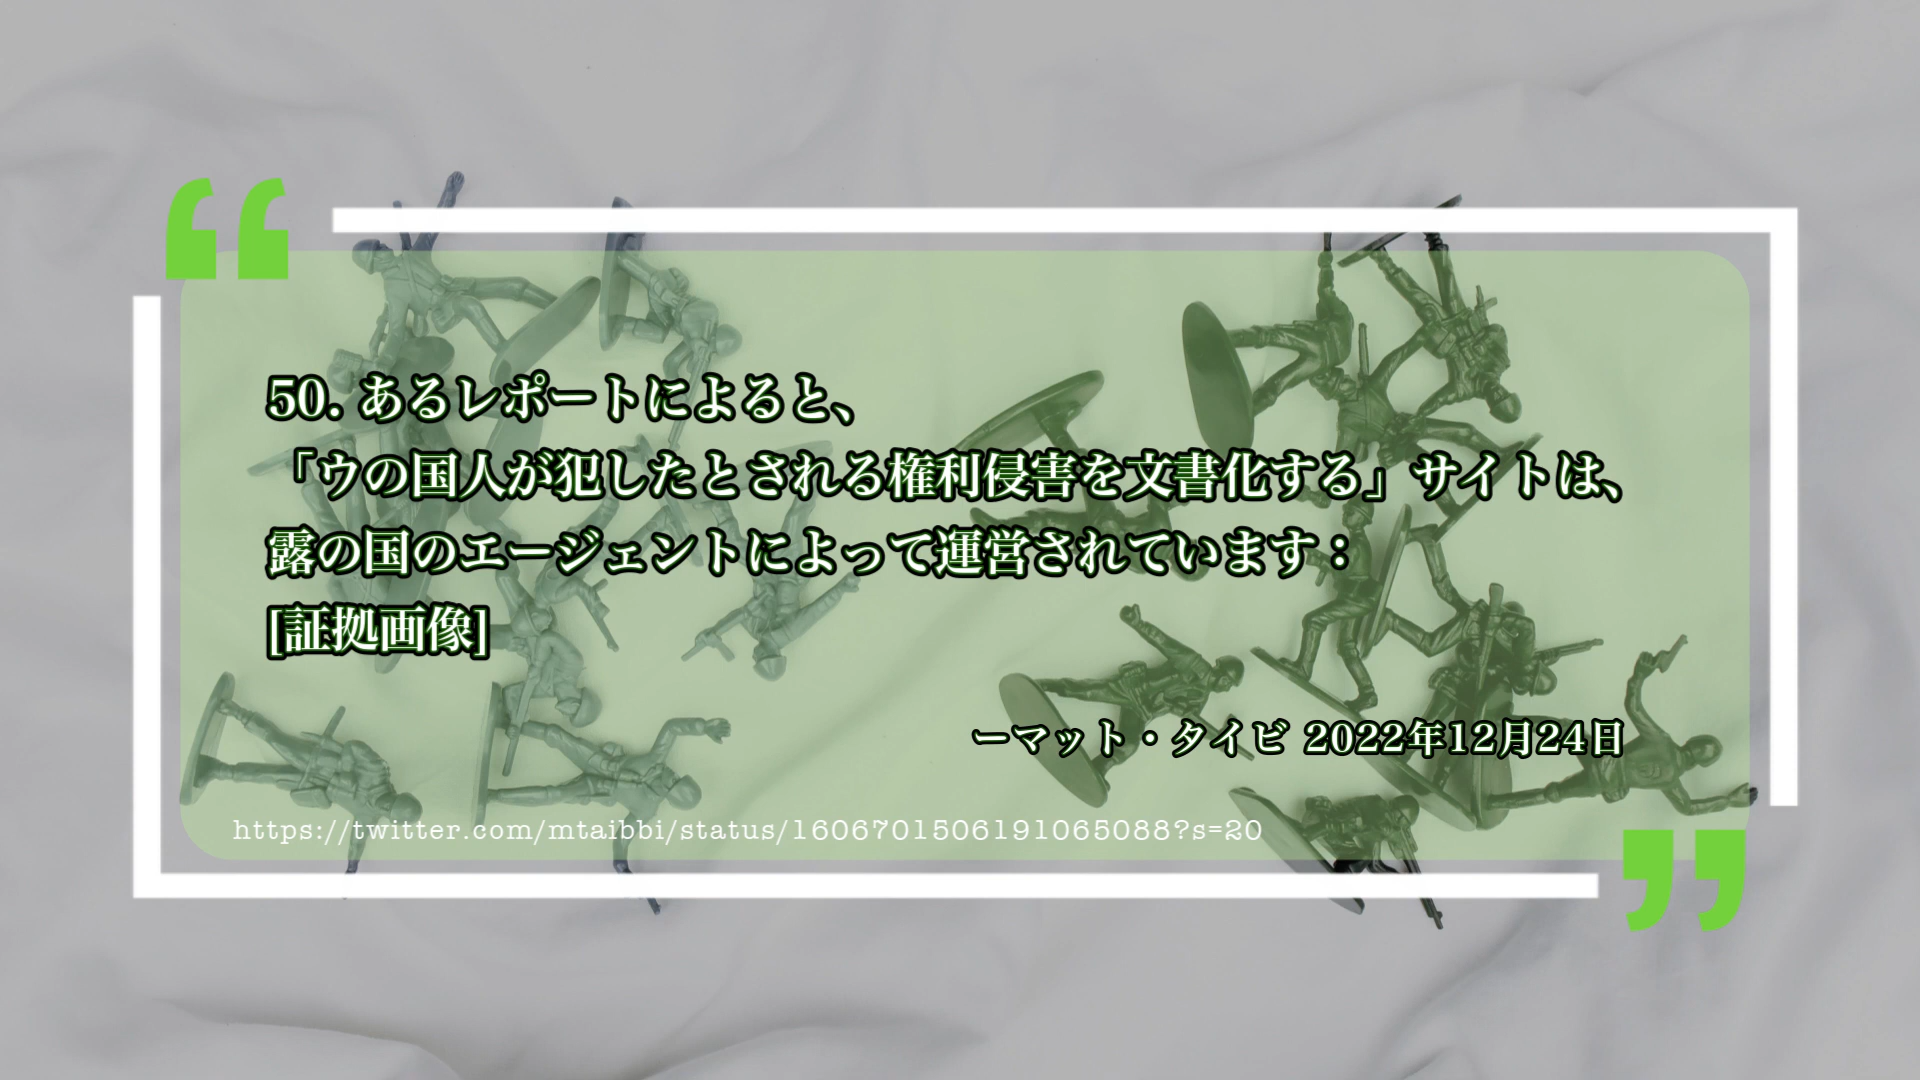 50. あるレポートによると、
「ウの国人が犯したとされる権利侵害を文書化する」サイトは、
露の国のエージェントによって運営されています：
[証拠画像]
ーマット・タイビ 2022年12月24日
https://twitter.com/mtaibbi/status/1606701506191065088?s=20